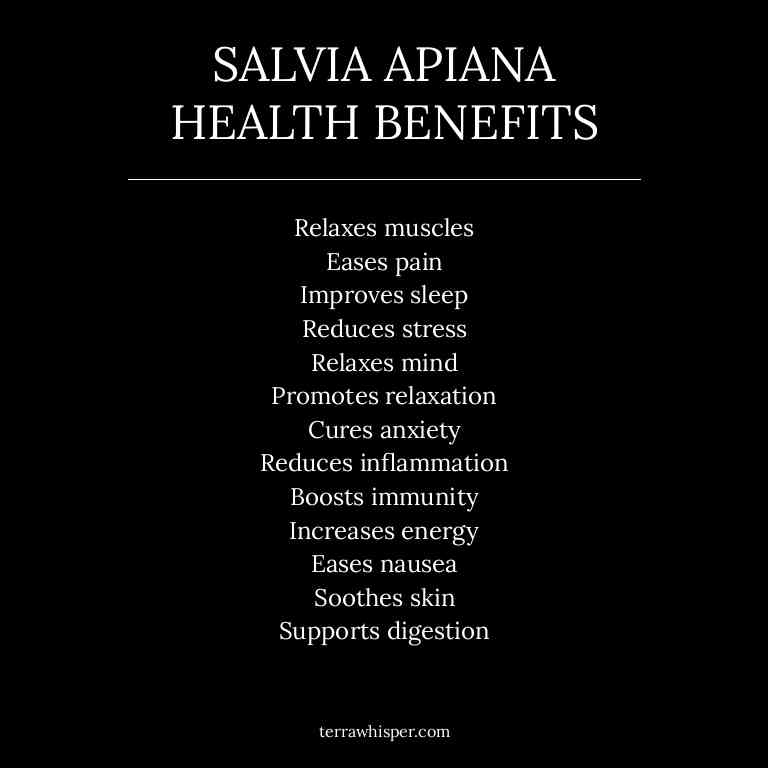 SALVIA APIANA
HEALTH BENEFITS
Relaxes muscles
Eases pain
Improves sleep
Reduces stress
Relaxes mind
Promotes relaxation
Cures anxiety
Reduces inflammation
Boosts immunity
Increases energy
Eases nausea
Soothes skin
Supports digestion
terrawhisper.com